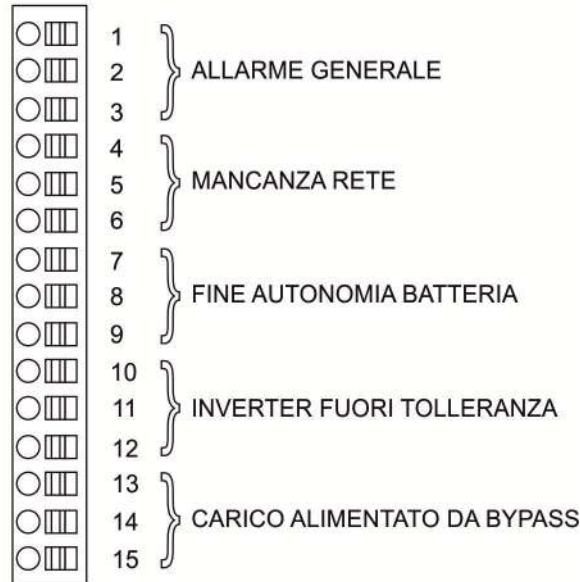 1
2 ALLARME GENERALE
3
4
5 MANCANZA RETE
6
7
8 FINE AUTONOMIA BATTERIA
9
10
11 INVERTER FUORI TOLLERANZA
12
13
14 CARICO ALIMENTATO DA BYPASS
15